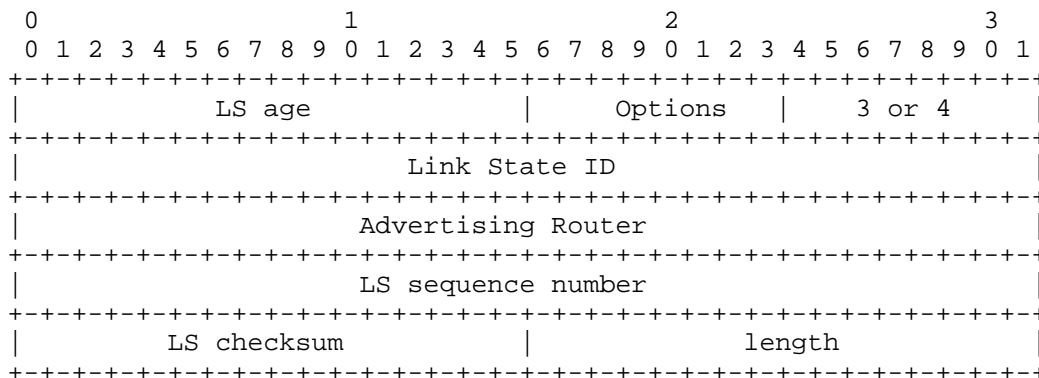 0                   1                   2                   3
 0 1 2 3 4 5 6 7 8 9 0 1 2 3 4 5 6 7 8 9 0 1 2 3 4 5 6 7 8 9 0 1
+-+-+-+-+-+-+-+-+-+-+-+-+-+-+-+-+-+-+-+-+-+-+-+-+-+-+-+-+-+-+-+-+
|            LS age             |     Options   |    3 or 4     |
+-+-+-+-+-+-+-+-+-+-+-+-+-+-+-+-+-+-+-+-+-+-+-+-+-+-+-+-+-+-+-+-+
|                        Link State ID                          |
+-+-+-+-+-+-+-+-+-+-+-+-+-+-+-+-+-+-+-+-+-+-+-+-+-+-+-+-+-+-+-+-+
|                     Advertising Router                        |
+-+-+-+-+-+-+-+-+-+-+-+-+-+-+-+-+-+-+-+-+-+-+-+-+-+-+-+-+-+-+-+-+
|                     LS sequence number                        |
+-+-+-+-+-+-+-+-+-+-+-+-+-+-+-+-+-+-+-+-+-+-+-+-+-+-+-+-+-+-+-+-+
|         LS checksum           |             length            |
+-+-+-+-+-+-+-+-+-+-+-+-+-+-+-+-+-+-+-+-+-+-+-+-+-+-+-+-+-+-+-+-+